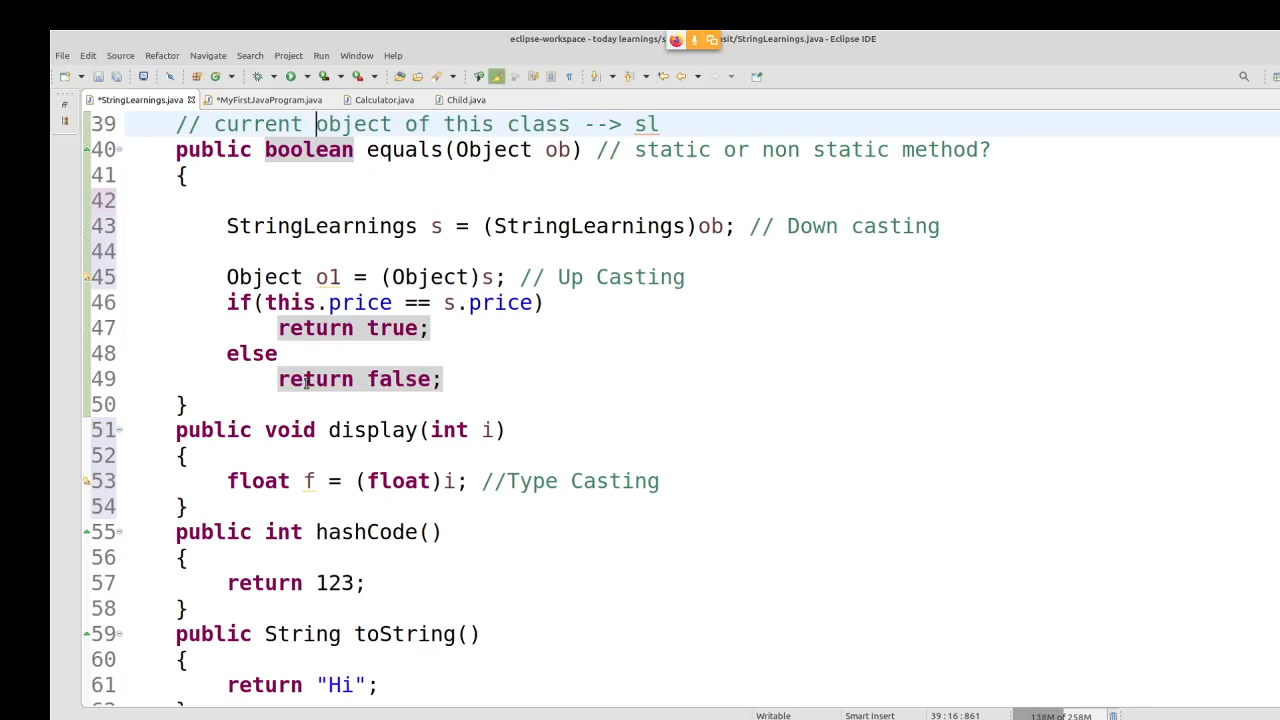 eclipse-workspace - today learnings/s sit/StringLearnings.java - Eclipse IDE
File Edit Source Refactor Navigate Search Project Run Window Help
*StringLearnings.java *MyFirstJavaProgram.java Calculator.java Child.java
39 // current object of this class --> sl
40 public boolean equals(Object ob) // static or non static method?
41 {
42
43 StringLearnings s = (StringLearnings)ob; // Down casting
44
45 Object o1 = (Object)s; // Up Casting
46 if(this.price == s.price)
47 return true;
48 else
49 return false;
50 }
51 public void display(int i)
52 {
53 float f = (float)i; //Type Casting
54 }
55 public int hashCode()
56 {
57 return 123;
58 }
59 public String toString()
60 {
61 return "Hi";
Writable Smart Insert 39 : 16 : 861 138M of 258M